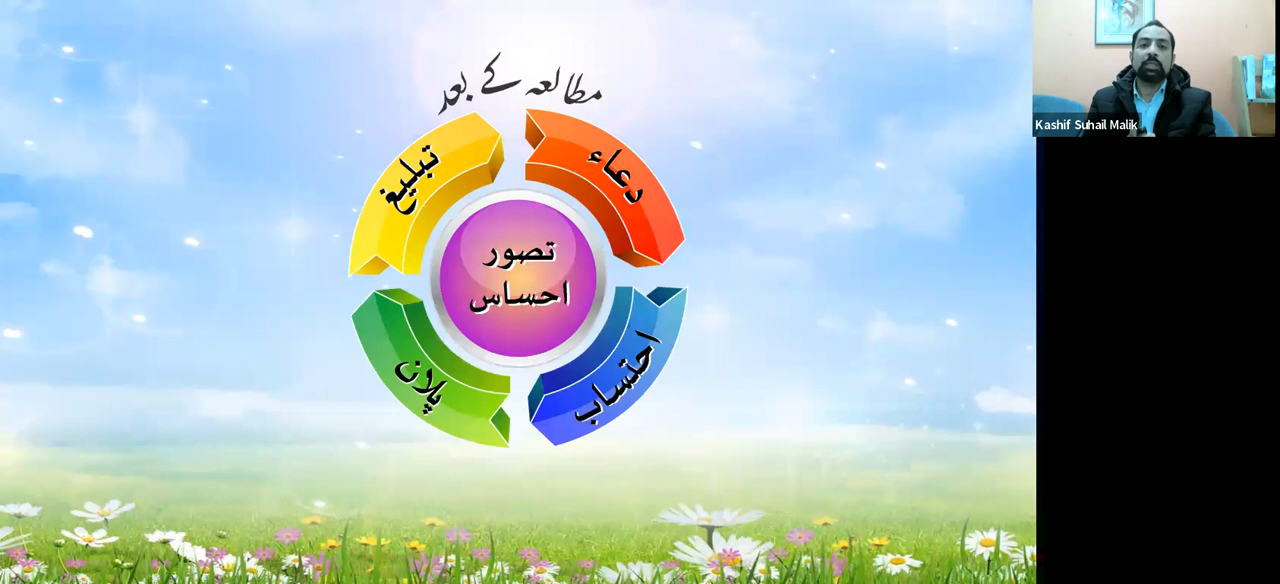 مطالعہ کے بعد
دعاء
احتساب
پلان
تبلیغ
تصور
احساس
Kashif Suhail Malik